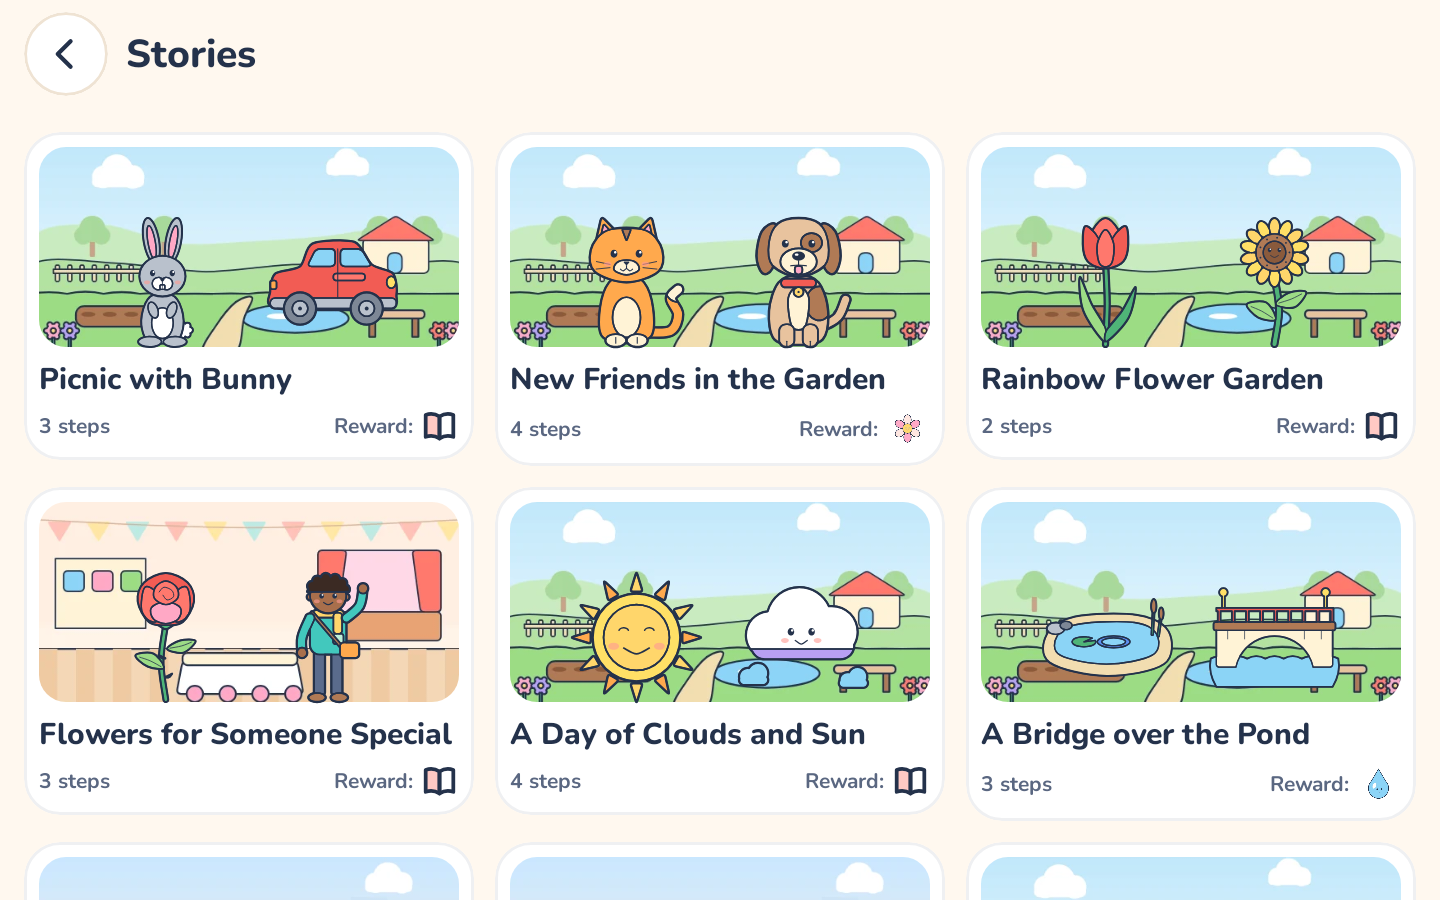 Stories
Picnic with Bunny
3 steps
Reward:
New Friends in the Garden
4 steps
Reward:
Rainbow Flower Garden
2 steps
Reward:
Flowers for Someone Special
3 steps
Reward:
A Day of Clouds and Sun
4 steps
Reward:
A Bridge over the Pond
3 steps
Reward: